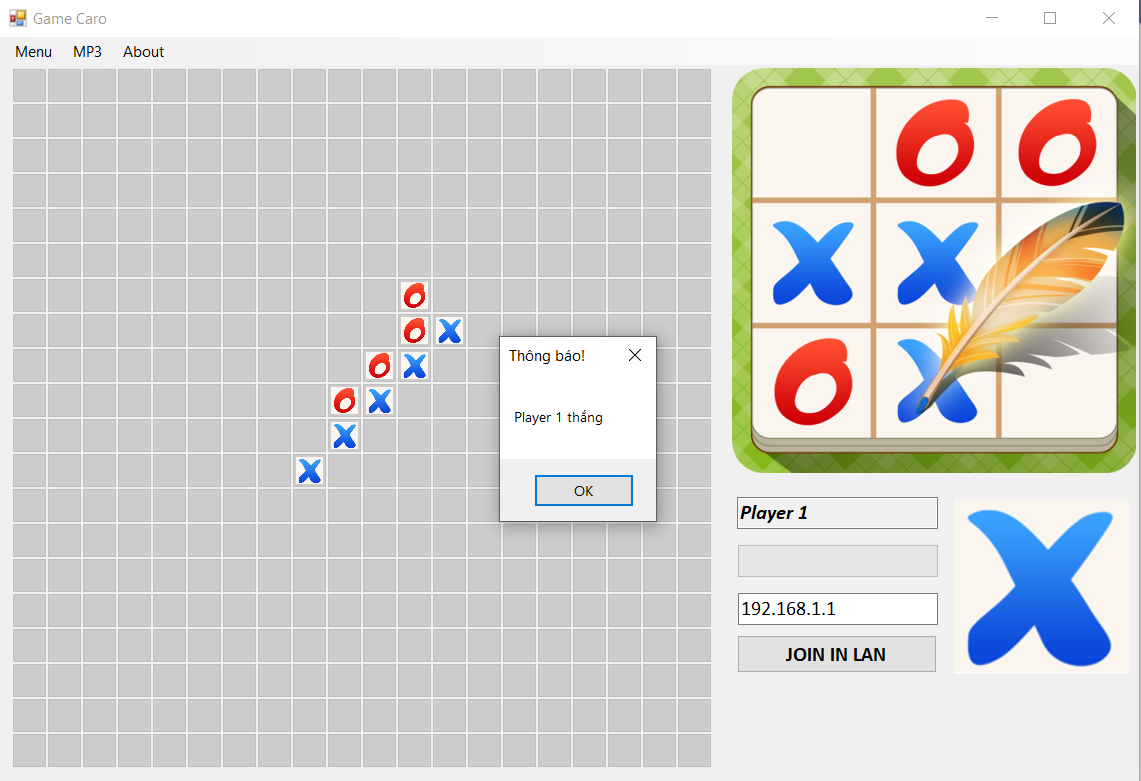 Game Caro
Menu MP3 About
Thông báo!
Player 1 thắng
OK
Player 1
192.168.1.1
JOIN IN LAN